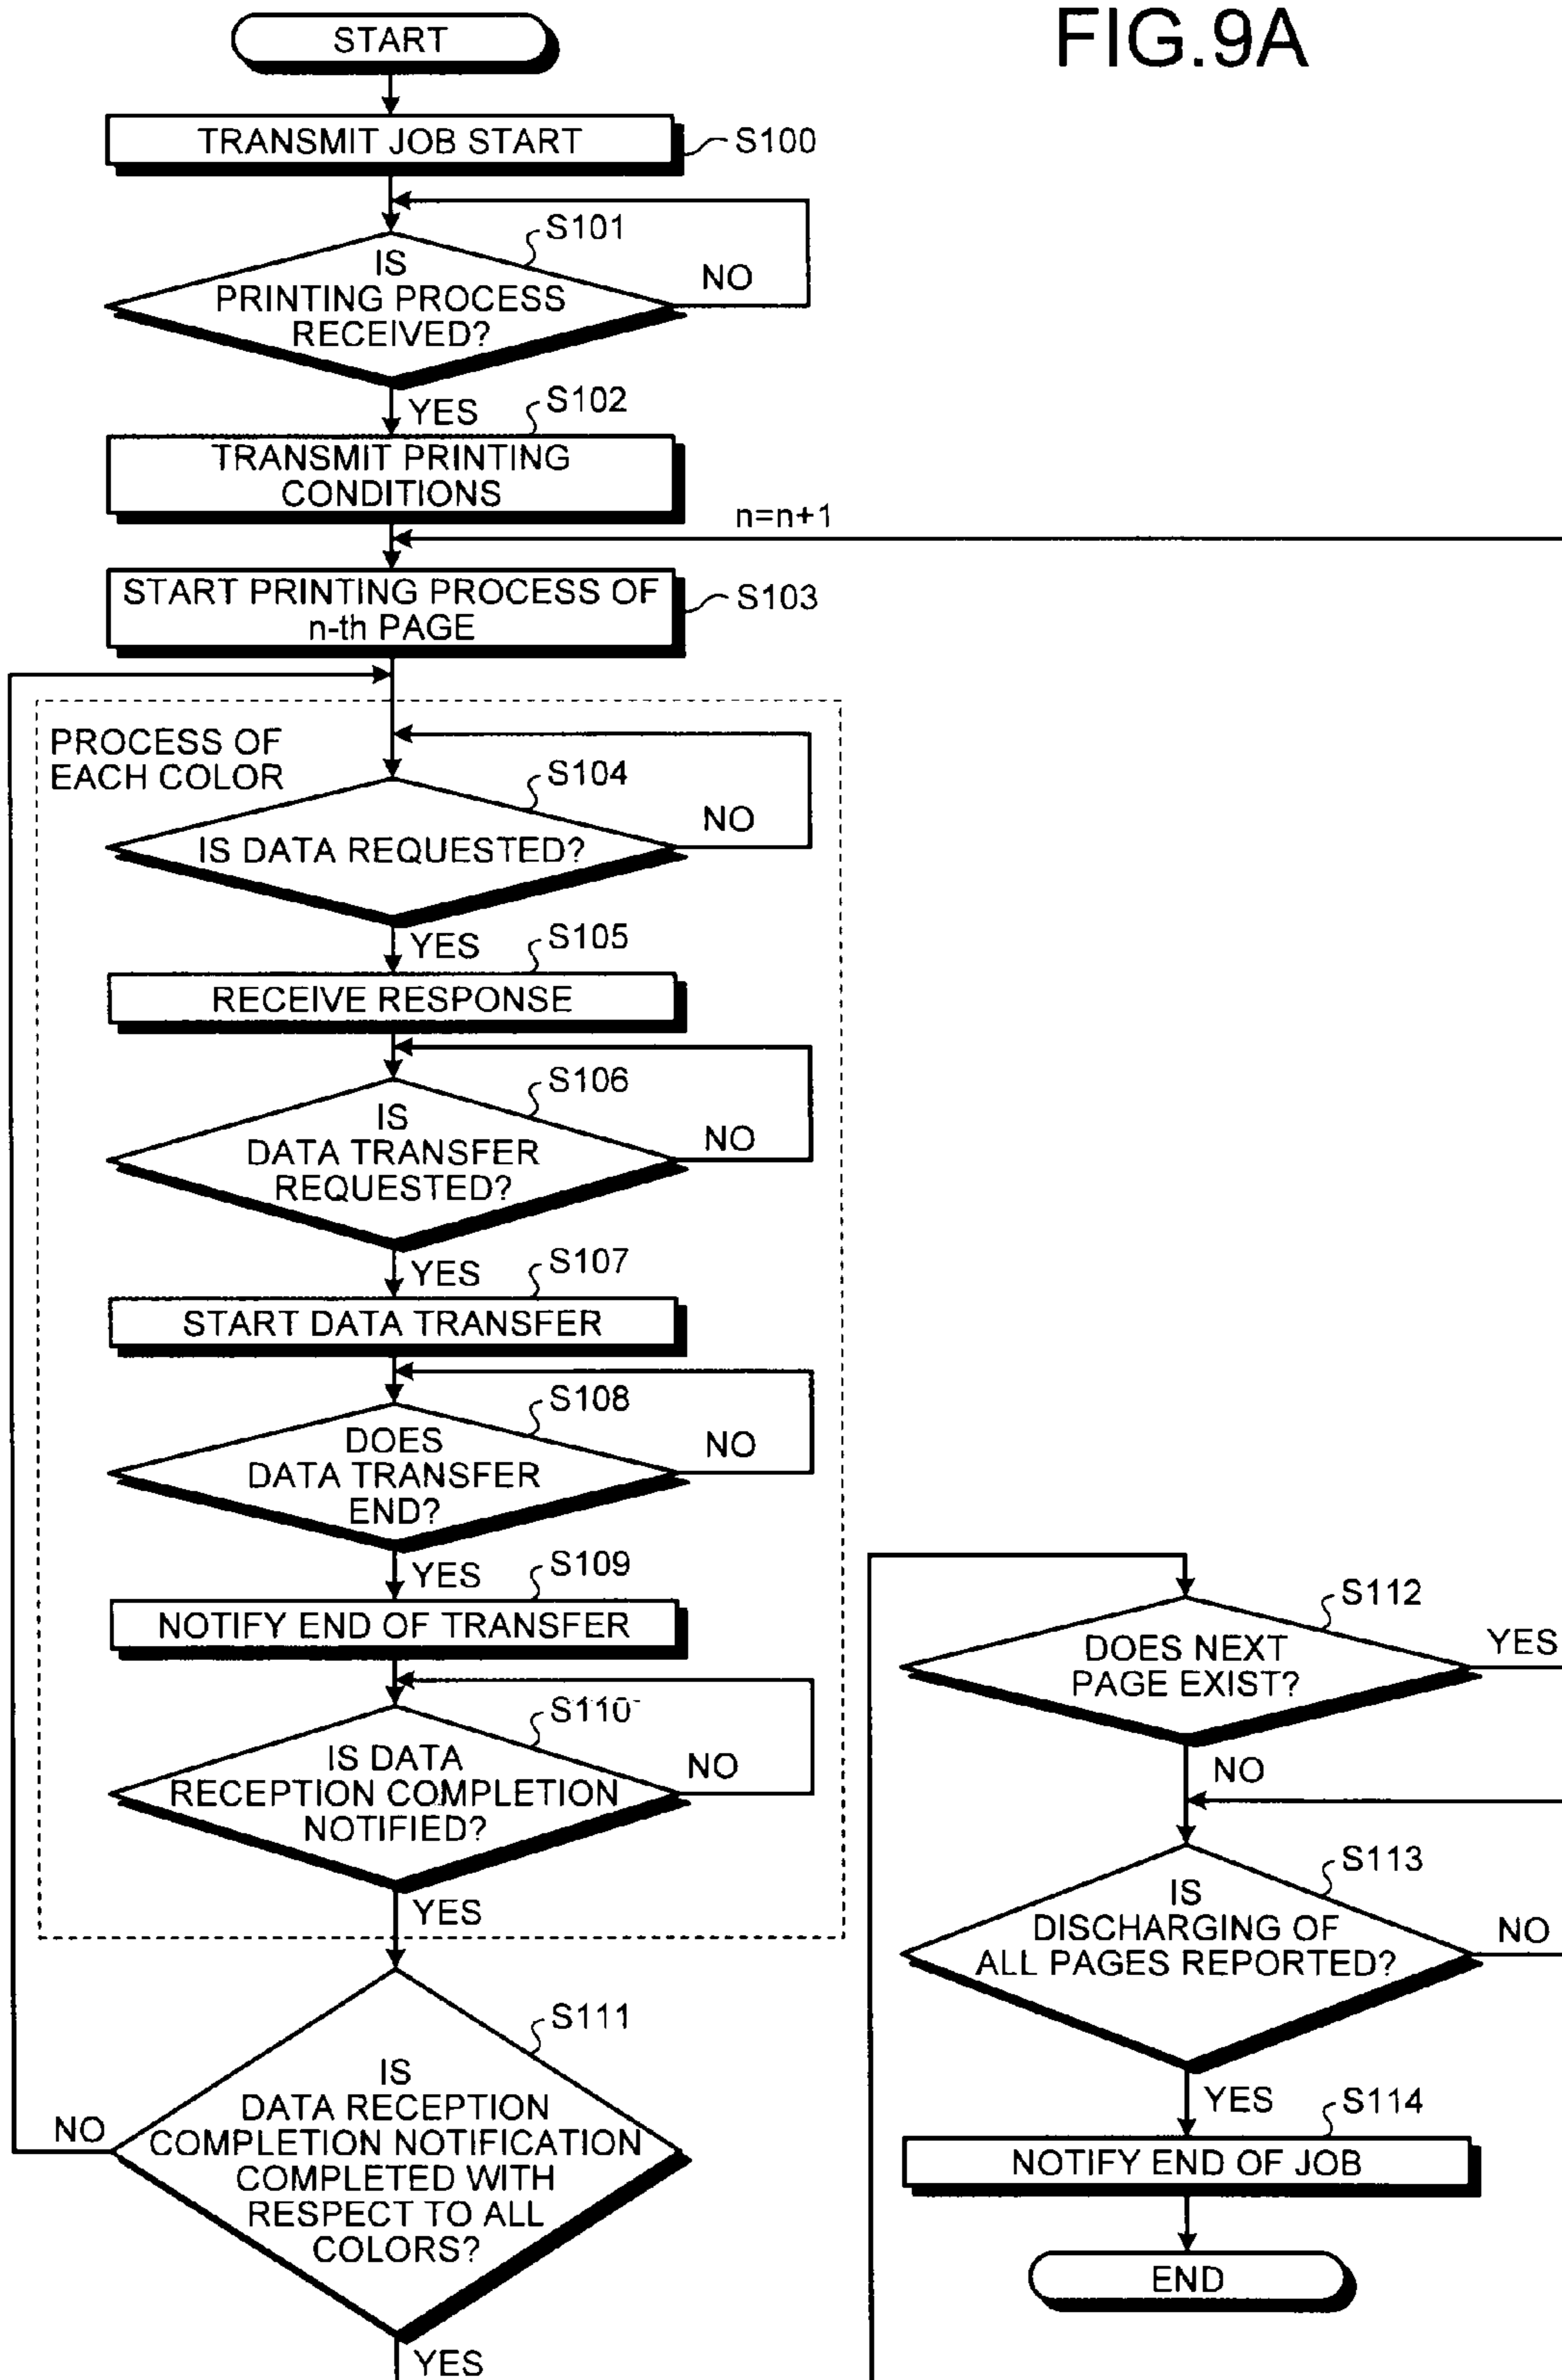 FIG.9A
START
TRANSMIT JOB START
S100
S101
IS
PRINTING PROCESS
RECEIVED?
NO
YES
S102
TRANSMIT PRINTING
CONDITIONS
n=n+1
START PRINTING PROCESS OF
n-th PAGE
S103
PROCESS OF
EACH COLOR
S104
IS DATA REQUESTED?
NO
YES
S105
RECEIVE RESPONSE
S106
IS
DATA TRANSFER
REQUESTED?
NO
YES
S107
START DATA TRANSFER
S108
DOES
DATA TRANSFER
END?
NO
YES
S109
NOTIFY END OF TRANSFER
S110
IS DATA
RECEPTION COMPLETION
NOTIFIED?
NO
YES
S111
IS
DATA RECEPTION
COMPLETION NOTIFICATION
COMPLETED WITH
RESPECT TO ALL
COLORS?
NO
YES
S112
DOES NEXT
PAGE EXIST?
YES
NO
S113
IS
DISCHARGING OF
ALL PAGES REPORTED?
NO
YES
S114
NOTIFY END OF JOB
END